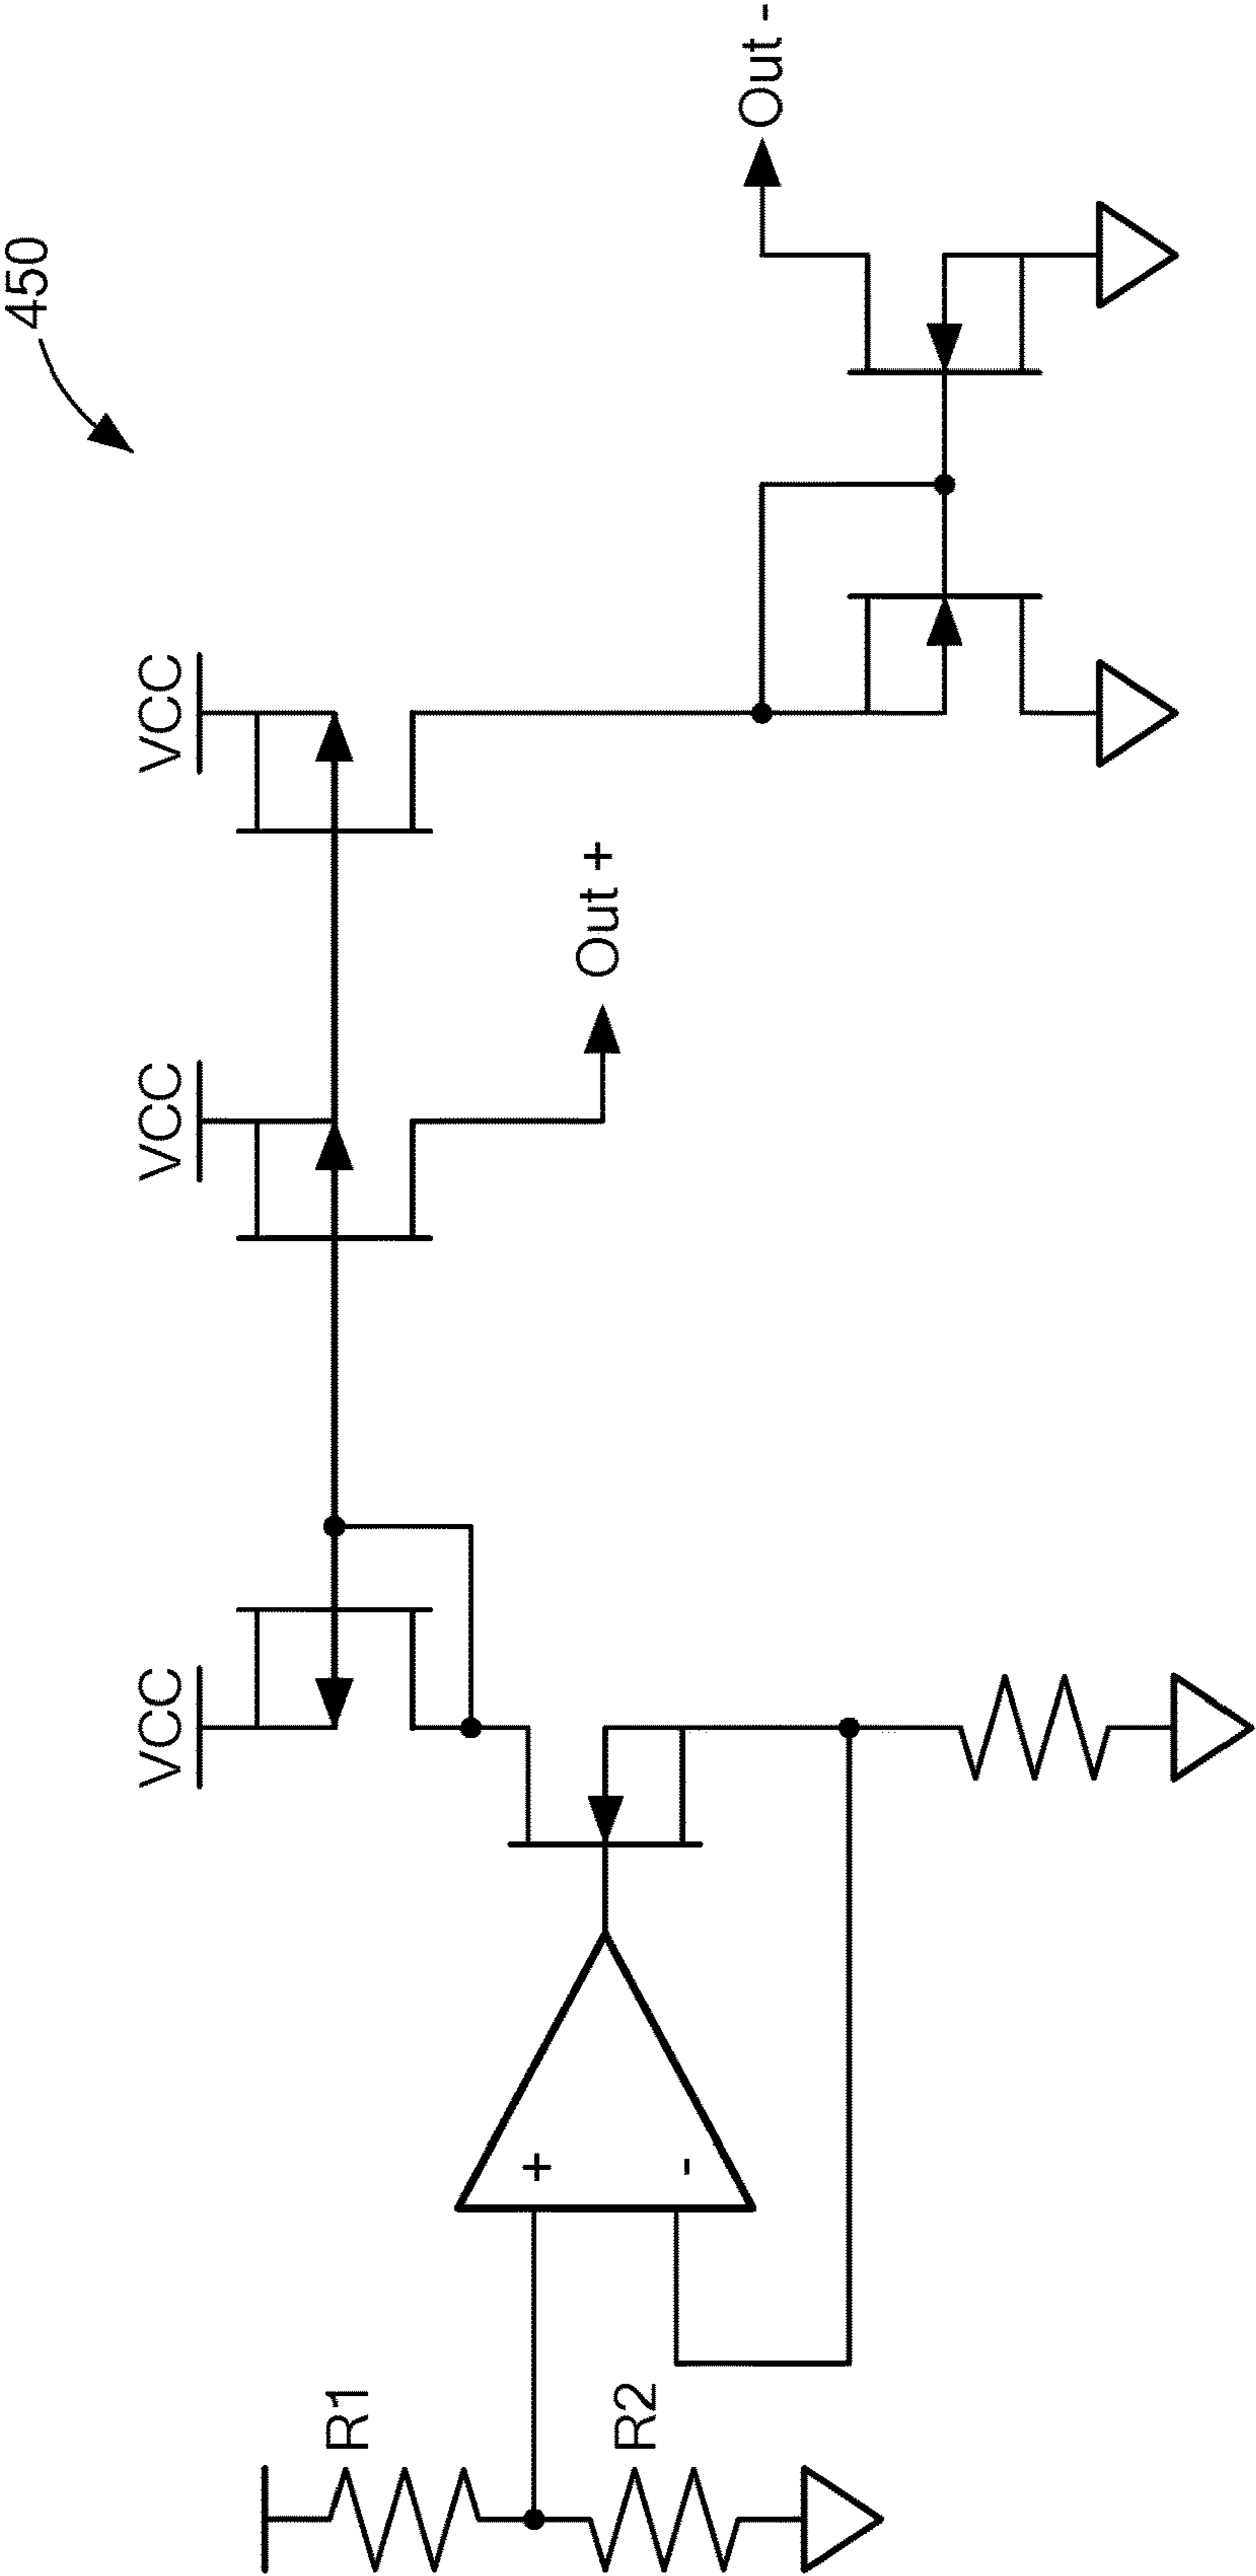 450
VCC
VCC
VCC
Out -
Out +
R1
R2
+
-